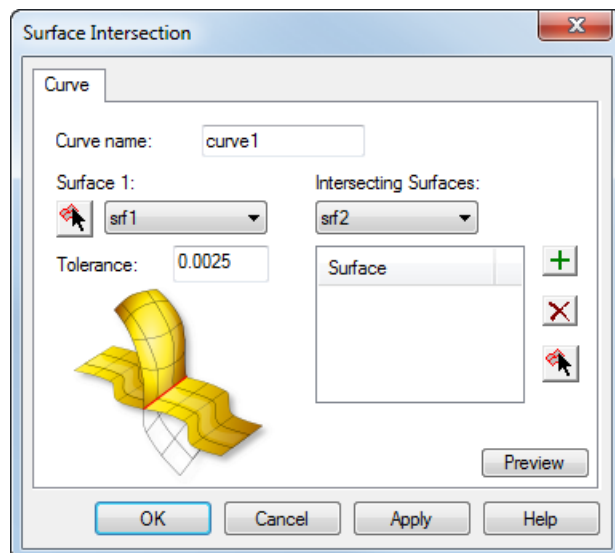 Surface Intersection
Curve
Curve name: curve1
Surface 1: Intersecting Surfaces:
srf1 srf2
Tolerance: 0.0025
Surface
Preview
OK Cancel Apply Help